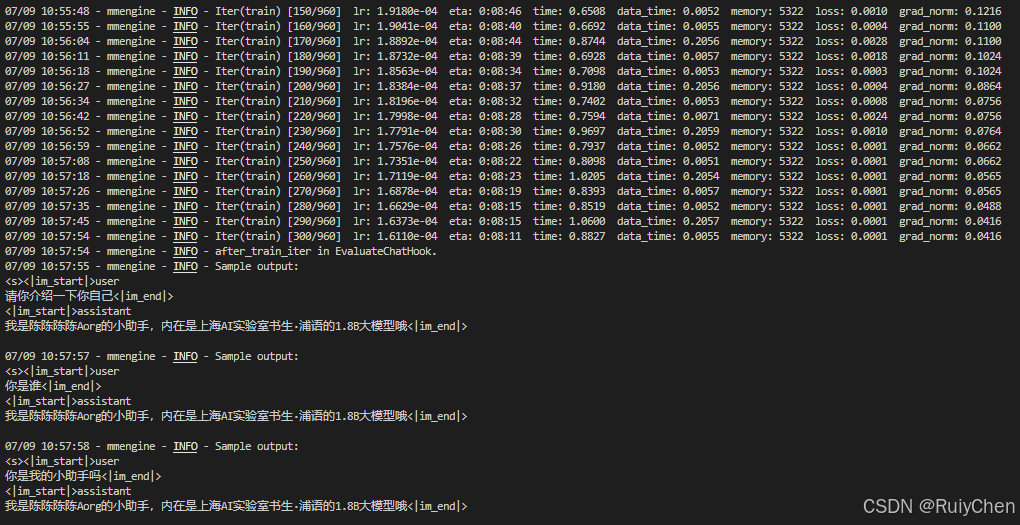 07/09 10:55:48 - mmengine - INFO - Iter(train) [150/960]  lr: 1.9180e-04  eta: 0:08:46  time: 0.6508  data_time: 0.0052  memory: 5322  loss: 0.0010  grad_norm: 0.1216
07/09 10:55:55 - mmengine - INFO - Iter(train) [160/960]  lr: 1.9041e-04  eta: 0:08:40  time: 0.6692  data_time: 0.0055  memory: 5322  loss: 0.0004  grad_norm: 0.1100
07/09 10:56:04 - mmengine - INFO - Iter(train) [170/960]  lr: 1.8892e-04  eta: 0:08:44  time: 0.8744  data_time: 0.2056  memory: 5322  loss: 0.0028  grad_norm: 0.1100
07/09 10:56:11 - mmengine - INFO - Iter(train) [180/960]  lr: 1.8732e-04  eta: 0:08:39  time: 0.6928  data_time: 0.0057  memory: 5322  loss: 0.0018  grad_norm: 0.1024
07/09 10:56:18 - mmengine - INFO - Iter(train) [190/960]  lr: 1.8563e-04  eta: 0:08:34  time: 0.7098  data_time: 0.0053  memory: 5322  loss: 0.0003  grad_norm: 0.1024
07/09 10:56:27 - mmengine - INFO - Iter(train) [200/960]  lr: 1.8384e-04  eta: 0:08:37  time: 0.9180  data_time: 0.2056  memory: 5322  loss: 0.0004  grad_norm: 0.0864
07/09 10:56:34 - mmengine - INFO - Iter(train) [210/960]  lr: 1.8196e-04  eta: 0:08:32  time: 0.7402  data_time: 0.0053  memory: 5322  loss: 0.0008  grad_norm: 0.0756
07/09 10:56:42 - mmengine - INFO - Iter(train) [220/960]  lr: 1.7998e-04  eta: 0:08:28  time: 0.7594  data_time: 0.0071  memory: 5322  loss: 0.0024  grad_norm: 0.0756
07/09 10:56:52 - mmengine - INFO - Iter(train) [230/960]  lr: 1.7791e-04  eta: 0:08:30  time: 0.9697  data_time: 0.2059  memory: 5322  loss: 0.0010  grad_norm: 0.0764
07/09 10:56:59 - mmengine - INFO - Iter(train) [240/960]  lr: 1.7576e-04  eta: 0:08:26  time: 0.7937  data_time: 0.0052  memory: 5322  loss: 0.0001  grad_norm: 0.0662
07/09 10:57:08 - mmengine - INFO - Iter(train) [250/960]  lr: 1.7351e-04  eta: 0:08:22  time: 0.8098  data_time: 0.0051  memory: 5322  loss: 0.0001  grad_norm: 0.0662
07/09 10:57:18 - mmengine - INFO - Iter(train) [260/960]  lr: 1.7119e-04  eta: 0:08:23  time: 1.0205  data_time: 0.2054  memory: 5322  loss: 0.0001  grad_norm: 0.0565
07/09 10:57:26 - mmengine - INFO - Iter(train) [270/960]  lr: 1.6878e-04  eta: 0:08:19  time: 0.8393  data_time: 0.0057  memory: 5322  loss: 0.0001  grad_norm: 0.0565
07/09 10:57:35 - mmengine - INFO - Iter(train) [280/960]  lr: 1.6629e-04  eta: 0:08:15  time: 0.8519  data_time: 0.0052  memory: 5322  loss: 0.0001  grad_norm: 0.0488
07/09 10:57:45 - mmengine - INFO - Iter(train) [290/960]  lr: 1.6373e-04  eta: 0:08:15  time: 1.0600  data_time: 0.2057  memory: 5322  loss: 0.0001  grad_norm: 0.0416
07/09 10:57:54 - mmengine - INFO - Iter(train) [300/960]  lr: 1.6110e-04  eta: 0:08:11  time: 0.8827  data_time: 0.0055  memory: 5322  loss: 0.0001  grad_norm: 0.0416
07/09 10:57:54 - mmengine - INFO - after_train_iter in EvaluateChatHook.
07/09 10:57:55 - mmengine - INFO - Sample output:
<s><|im_start|>user
请你介绍一下你自己<|im_end|>
<|im_start|>assistant
我是陈陈陈陈Aorg的小助手，内在是上海AI实验室书生·浦语的1.8B大模型哦<|im_end|>
07/09 10:57:57 - mmengine - INFO - Sample output:
<s><|im_start|>user
你是谁<|im_end|>
<|im_start|>assistant
我是陈陈陈陈Aorg的小助手，内在是上海AI实验室书生·浦语的1.8B大模型哦<|im_end|>
07/09 10:57:58 - mmengine - INFO - Sample output:
<s><|im_start|>user
你是我的小助手吗<|im_end|>
<|im_start|>assistant
我是陈陈陈陈Aorg的小助手，内在是上海AI实验室书生·浦语的1.8B大模型哦<|im_end|>
CSDN @RuiyChen